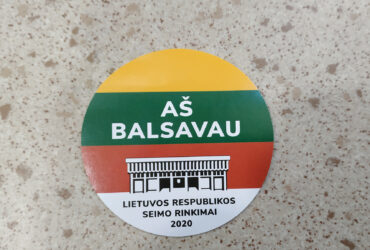 AŠ
BALSAVAU
LIETUVOS RESPUBLIKOS
SEIMO RINKIMAI
2020